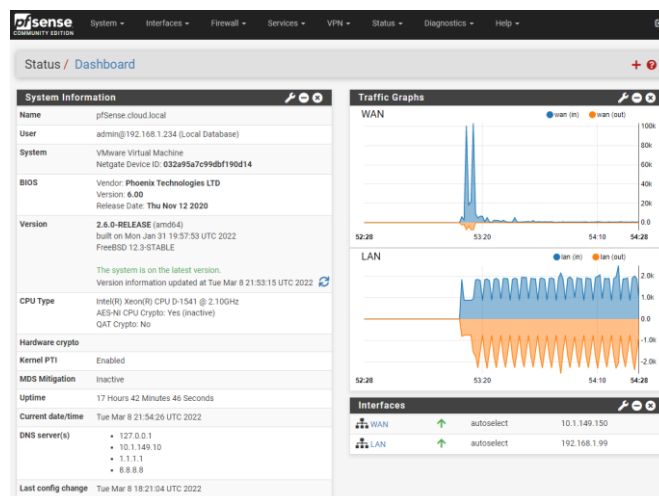 pfsense
COMMUNITY EDITION
System
Interfaces
Firewall
Services
VPN
Status
Diagnostics
Help
Status / Dashboard
System Information
Name pfSense.cloud.local
User admin@192.168.1.234 (Local Database)
System VMware Virtual Machine
Netgate Device ID: 032a95a7c99dbf190d14
BIOS Vendor: Phoenix Technologies LTD
Version: 6.00
Release Date: Thu Nov 12 2020
Version 2.6.0-RELEASE (amd64)
built on Mon Jan 31 19:57:53 UTC 2022
FreeBSD 12.3-STABLE
The system is on the latest version.
Version information updated at Tue Mar 8 21:53:15 UTC 2022
CPU Type Intel(R) Xeon(R) CPU D-1541 @ 2.10GHz
AES-NI CPU Crypto: Yes (inactive)
QAT Crypto: No
Hardware crypto
Kernel PTI Enabled
MDS Mitigation Inactive
Uptime 17 Hours 42 Minutes 46 Seconds
Current date/time Tue Mar 8 21:54:26 UTC 2022
DNS server(s) • 127.0.0.1
• 10.1.149.10
• 1.1.1.1
• 8.8.8.8
Last config change Tue Mar 8 18:21:04 UTC 2022
Traffic Graphs
WAN
wan (in) wan (out)
100k
80k
60k
40k
20k
0.0
52:28 53:20 54:10 54:28
LAN
lan (in) lan (out)
2.0k
1.0k
0.0
-1.0k
-2.0k
52:28 53:20 54:10 54:28
Interfaces
WAN autoselect 10.1.149.150
LAN autoselect 192.168.1.99